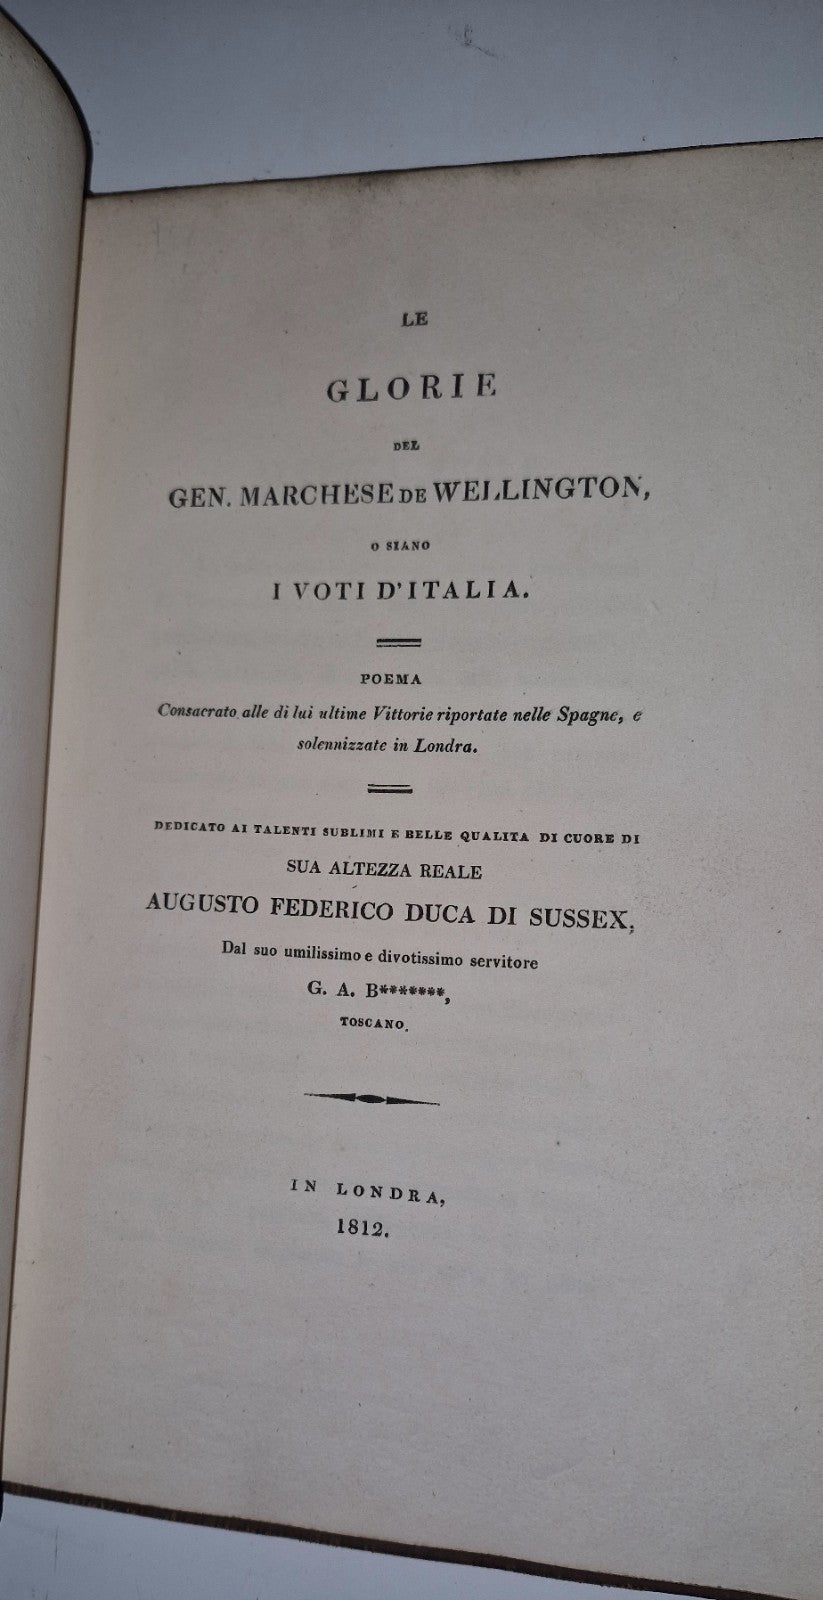 LE
GLORIE
DEL
GEN. MARCHESE DE WELLINGTON,
O SIANO
I VOTI D'ITALIA.
POEMA
Consacrato alle di lui ultime Vittorie riportate nelle Spagne, e
solennizzate in Londra.
DEDICATO AI TALENTI SUBLIMI E BELLE QUALITA DI CUORE DI
SUA ALTEZZA REALE
AUGUSTO FEDERICO DUCA DI SUSSEX,
Dal suo umilissimo e divotissimo servitore
G. A. B*******,
TOSCANO.
IN LONDRA,
1812.